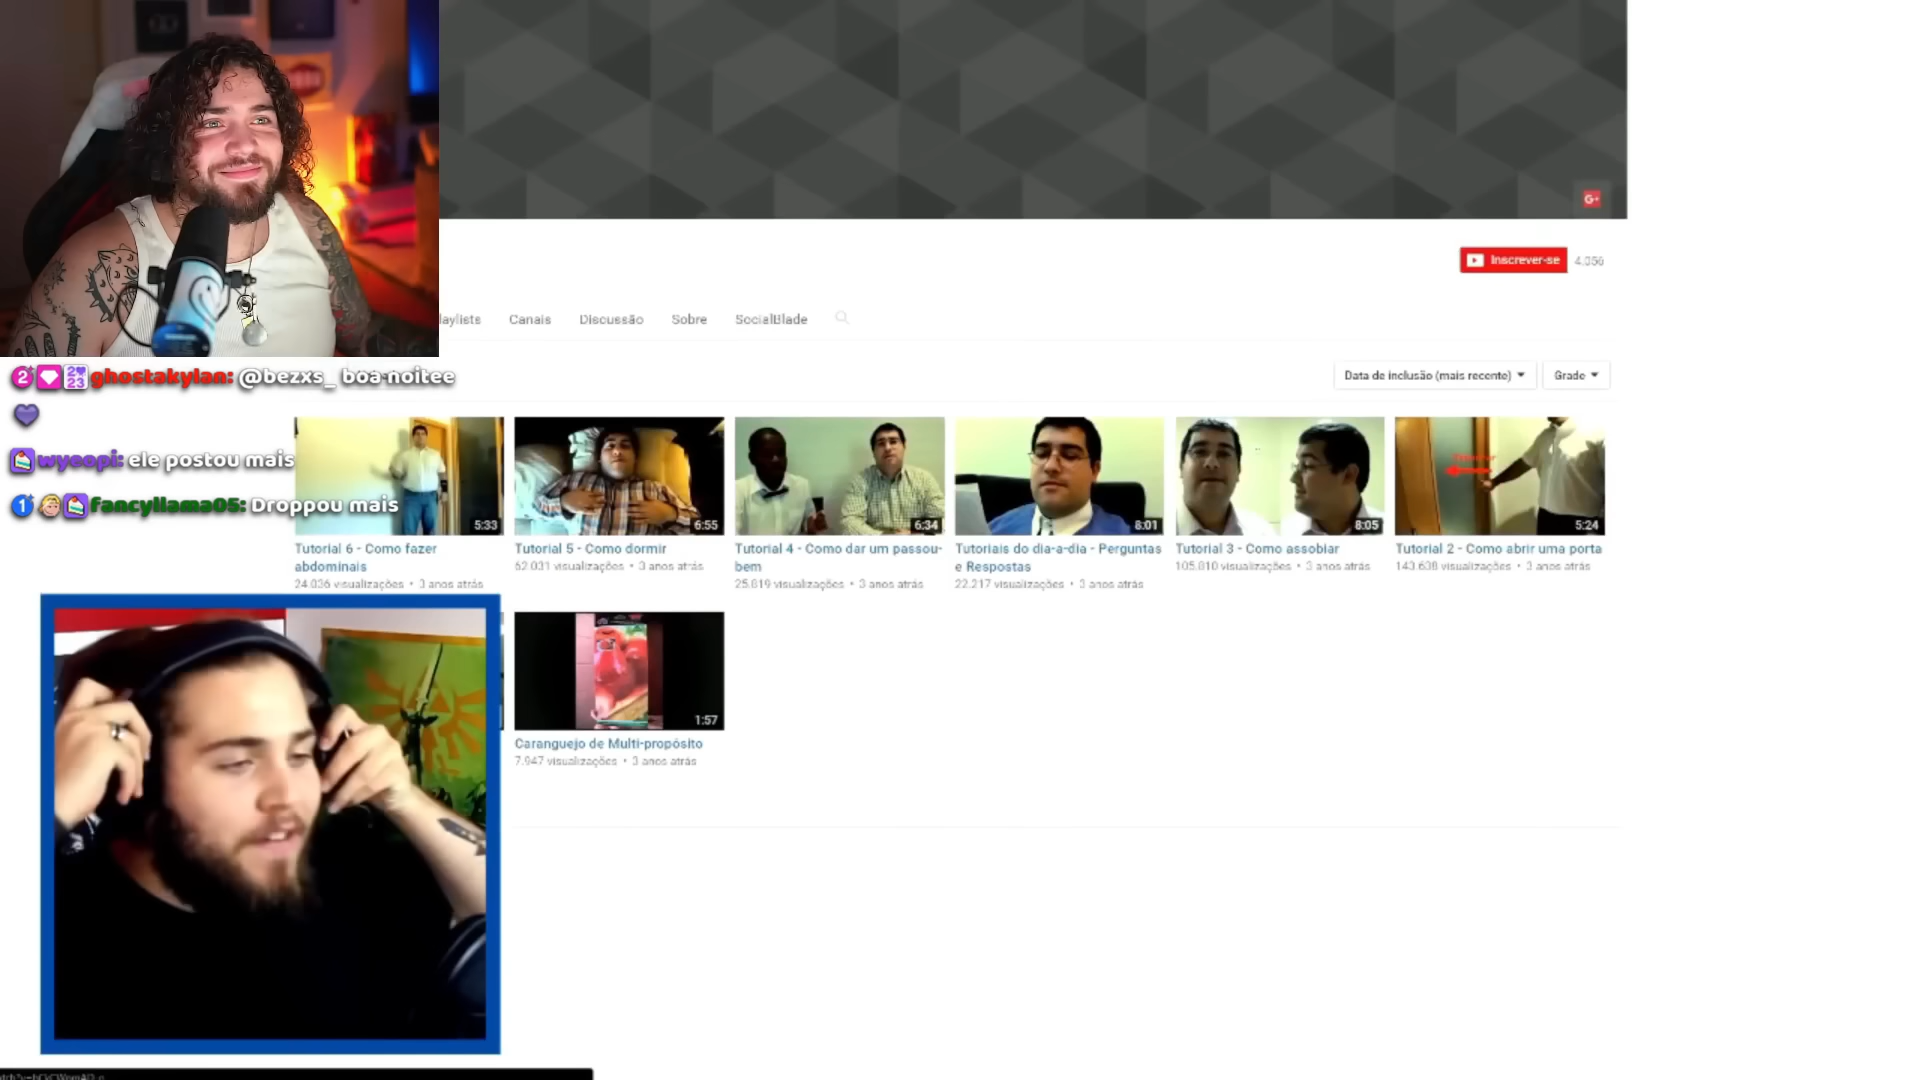 G+
Inscrever-se 4.056
Canais Discussão Sobre SocialBlade
Data de inclusão (mais recente) Grade
2 2 23 ghostakylan: @bezxs_ boa noitee
wyeopi: ele postou mais
1 fancyllama05: Droppou mais
5:33
6:55
6:34
8:01
8:05
5:24
Tutorial 6 - Como fazer
abdominais
24.036 visualizações • 3 anos atrás
Tutorial 5 - Como dormir
62.031 visualizações • 3 anos atrás
Tutorial 4 - Como dar um passou-
bem
25.819 visualizações • 3 anos atrás
Tutoriais do dia-a-dia - Perguntas
e Respostas
22.217 visualizações • 3 anos atrás
Tutorial 3 - Como assobiar
105.810 visualizações • 3 anos atrás
Tutorial 2 - Como abrir uma porta
143.638 visualizações • 3 anos atrás
1:57
Caranguejo de Multi-propósito
7.947 visualizações • 3 anos atrás